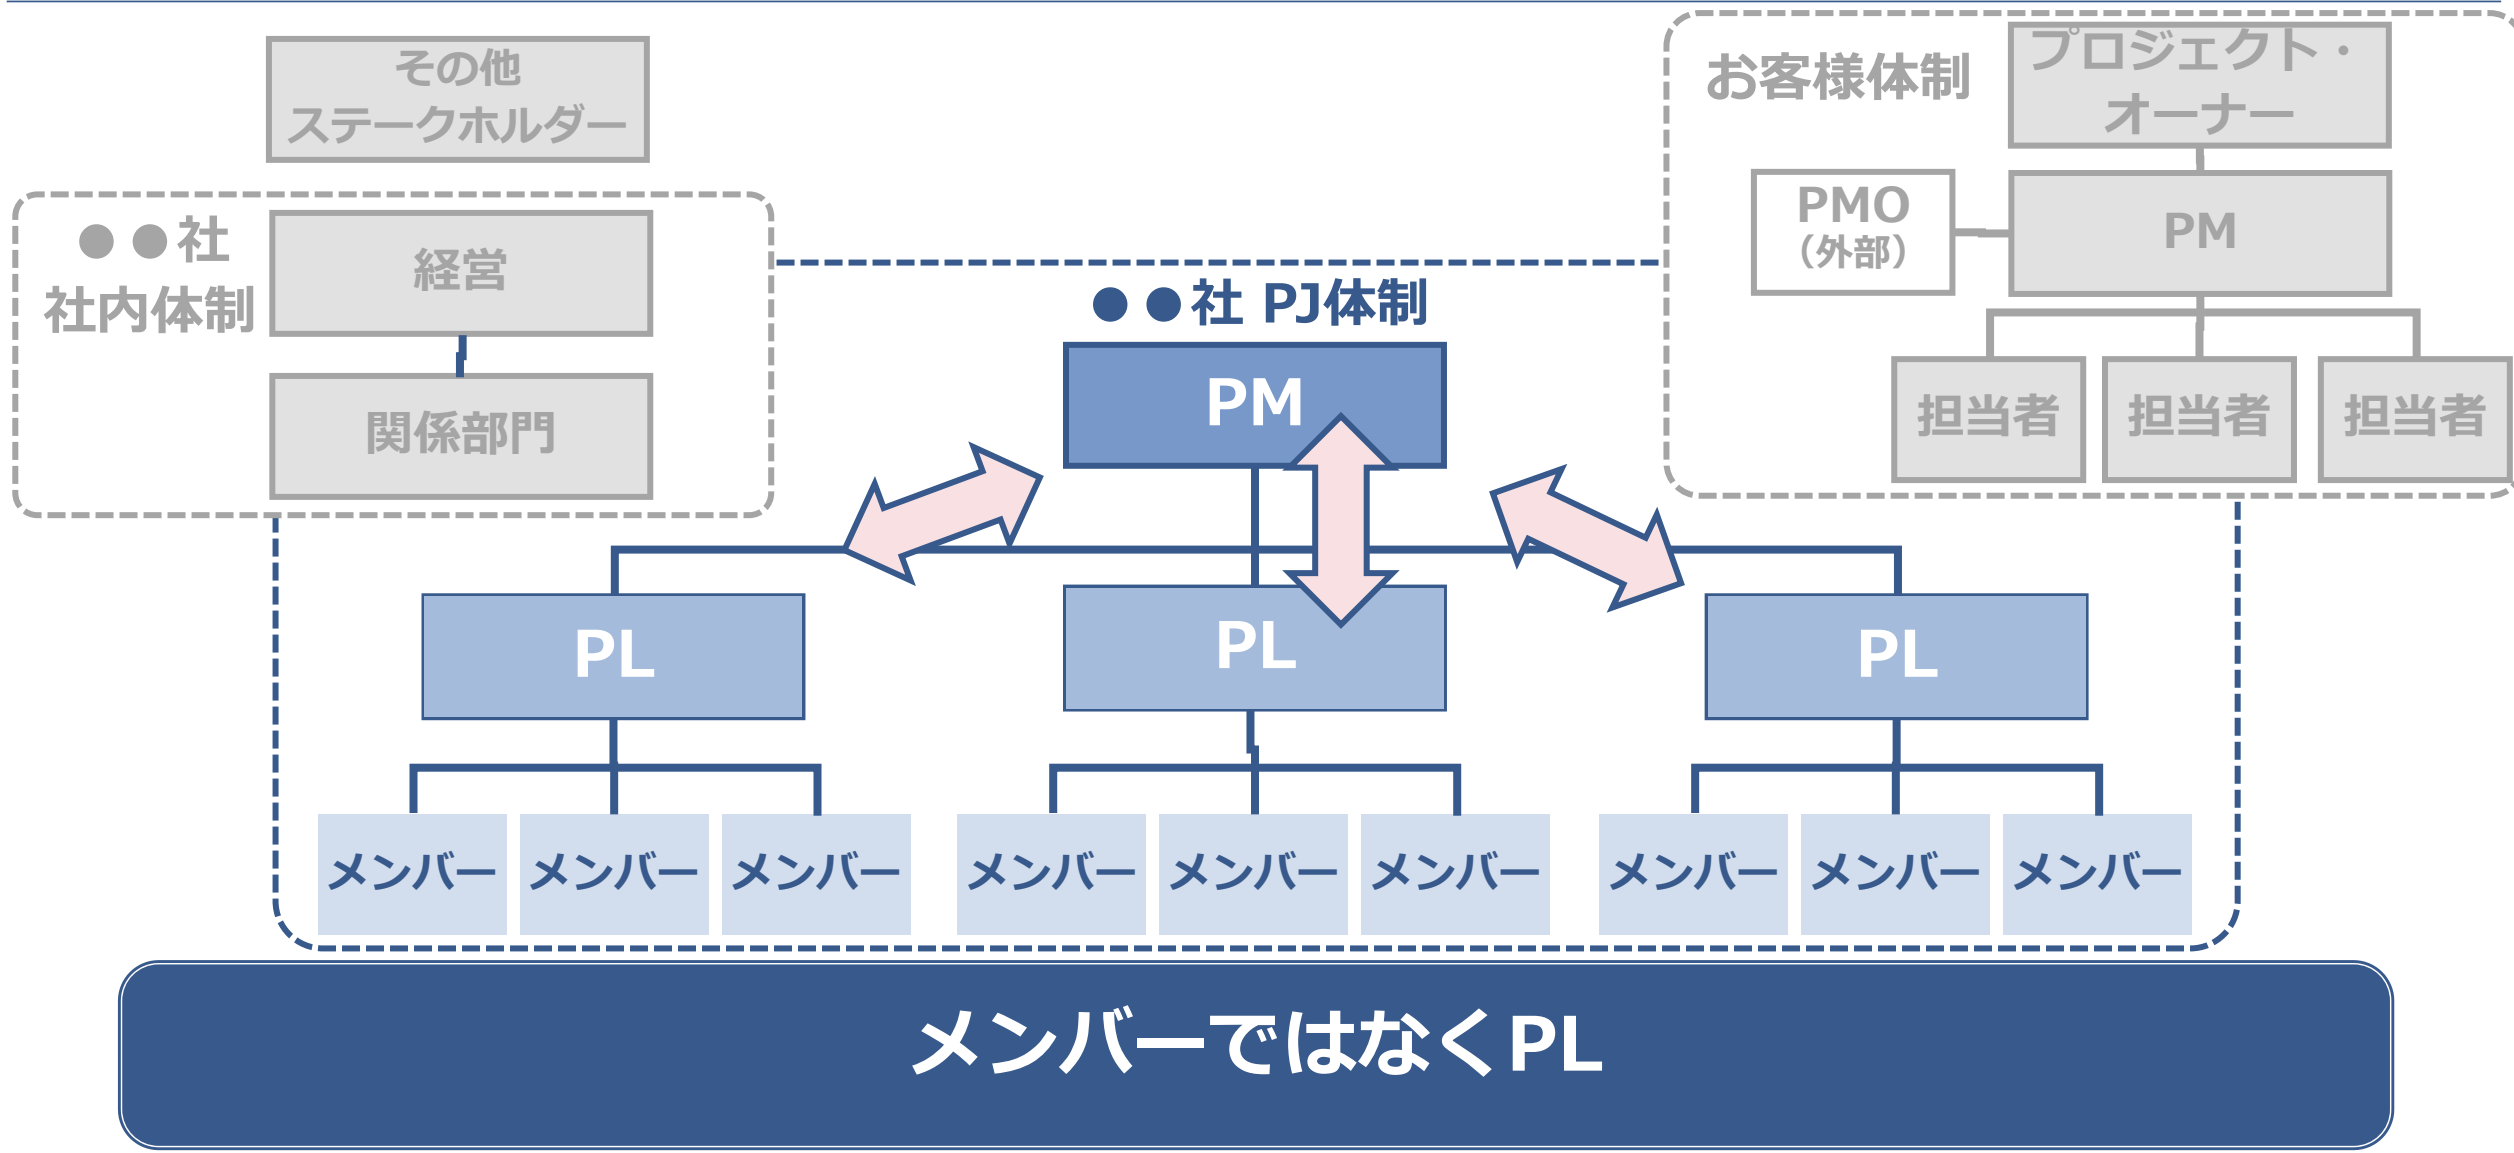 その他
ステークホルダー
お客様体制
プロジェクト・
オーナー
PMO
(外部)
PM
担当者
担当者
担当者
●●社
社内体制
経営
関係部門
●●社 PJ体制
PM
PL
PL
PL
メンバー
メンバー
メンバー
メンバー
メンバー
メンバー
メンバー
メンバー
メンバー
メンバーではなくPL